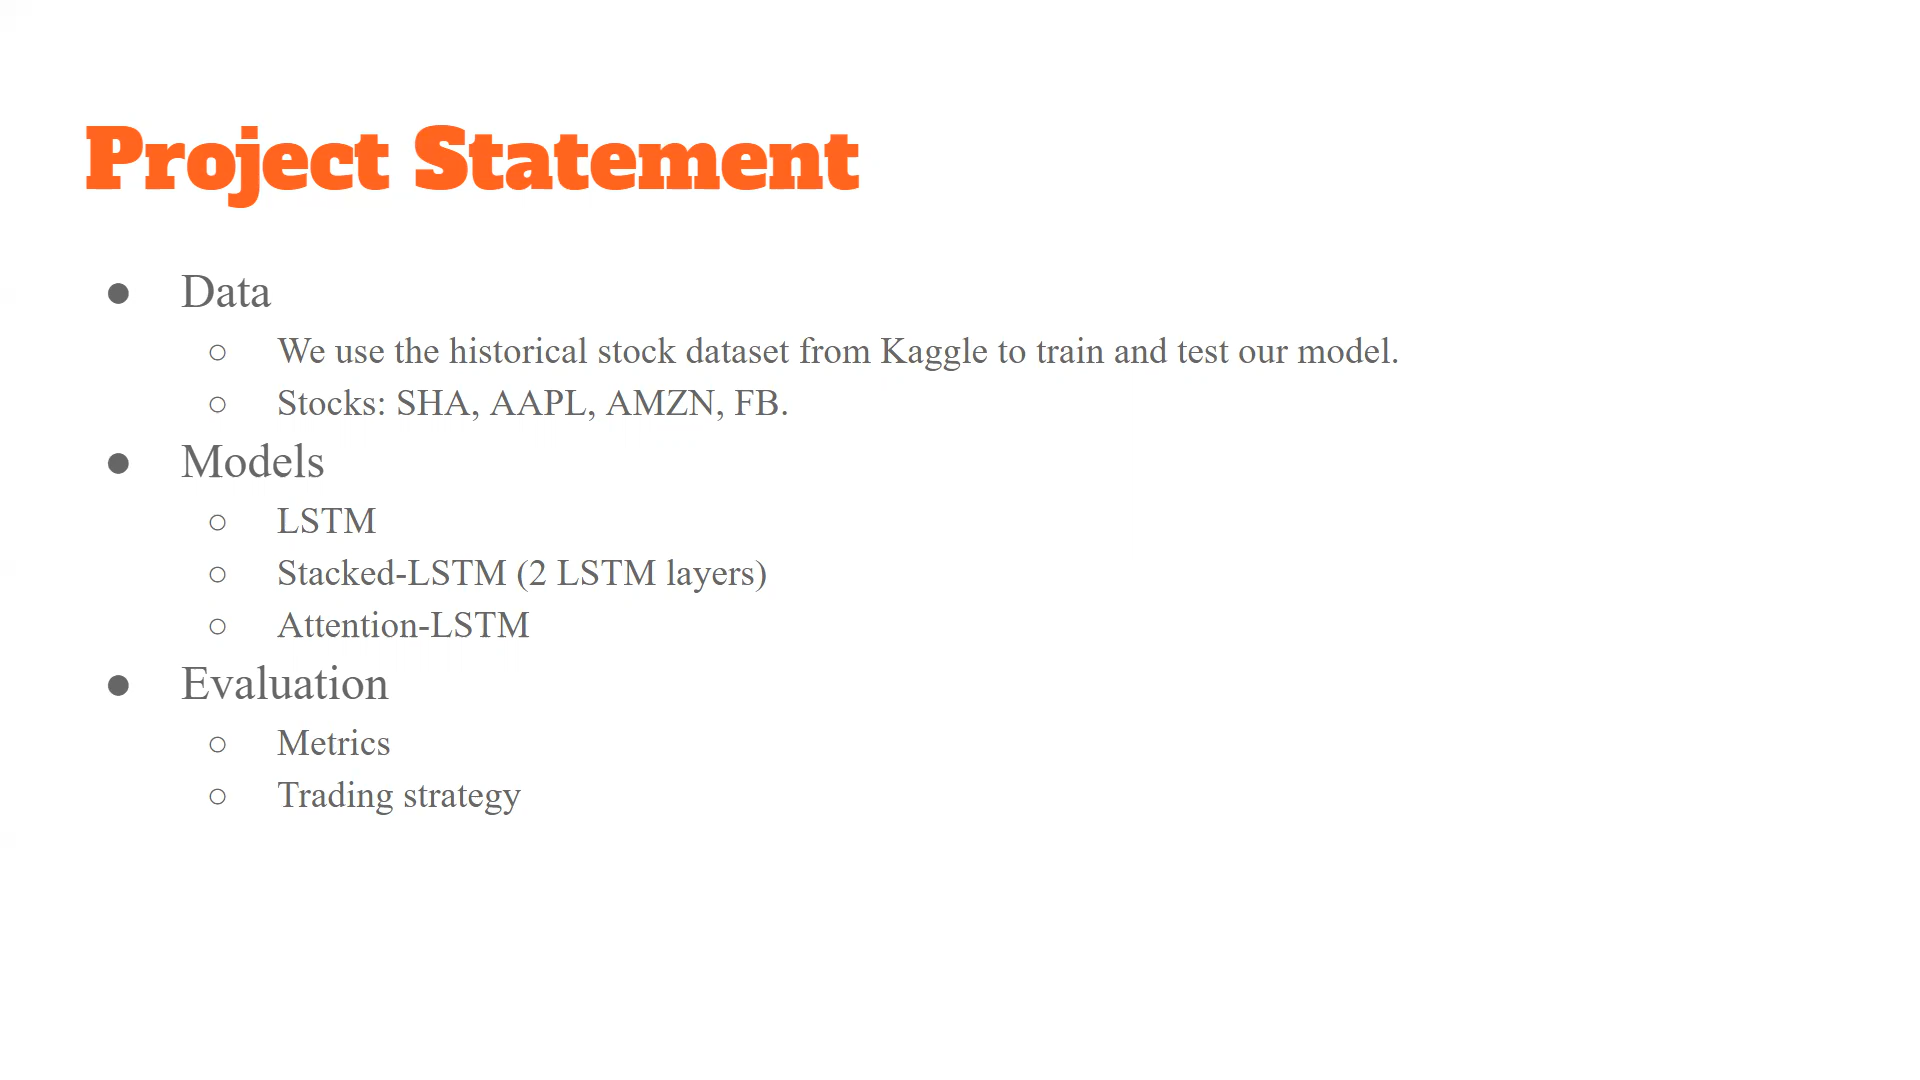 Project Statement
● Data
○ We use the historical stock dataset from Kaggle to train and test our model.
○ Stocks: SHA, AAPL, AMZN, FB.
● Models
○ LSTM
○ Stacked-LSTM (2 LSTM layers)
○ Attention-LSTM
● Evaluation
○ Metrics
○ Trading strategy